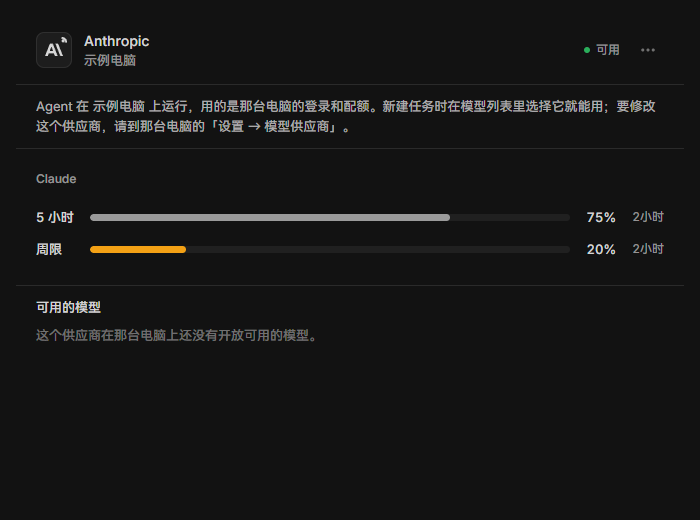 Anthropic
示例电脑
可用
Agent 在 示例电脑 上运行，用的是那台电脑的登录和配额。新建任务时在模型列表里选择它就能用；要修改
这个供应商，请到那台电脑的「设置 → 模型供应商」。
Claude
5 小时 75% 2小时
周限 20% 2小时
可用的模型
这个供应商在那台电脑上还没有开放可用的模型。